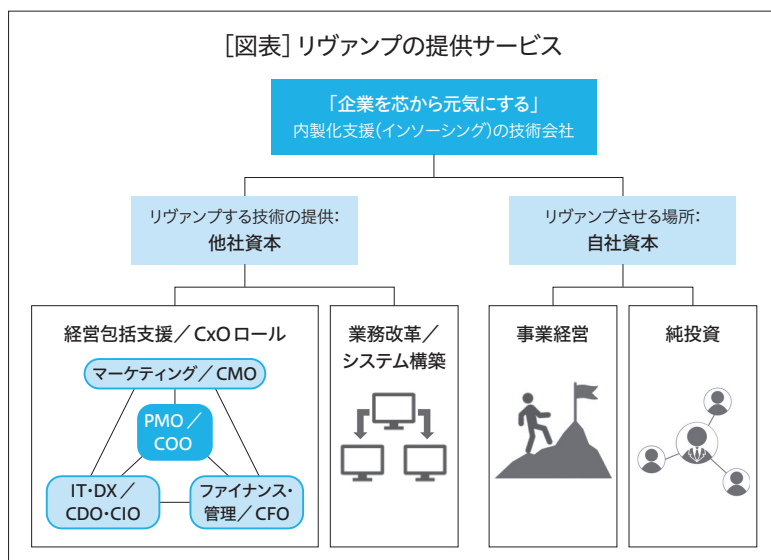 ［図表］リヴァンプの提供サービス
「企業を芯から元気にする」
内製化支援(インソーシング)の技術会社
リヴァンプする技術の提供：
他社資本
リヴァンプさせる場所：
自社資本
経営包括支援／CxOロール
マーケティング／CMO
PMO／
COO
IT・DX／
CDO・CIO
ファイナンス・
管理／CFO
業務改革／
システム構築
事業経営
純投資